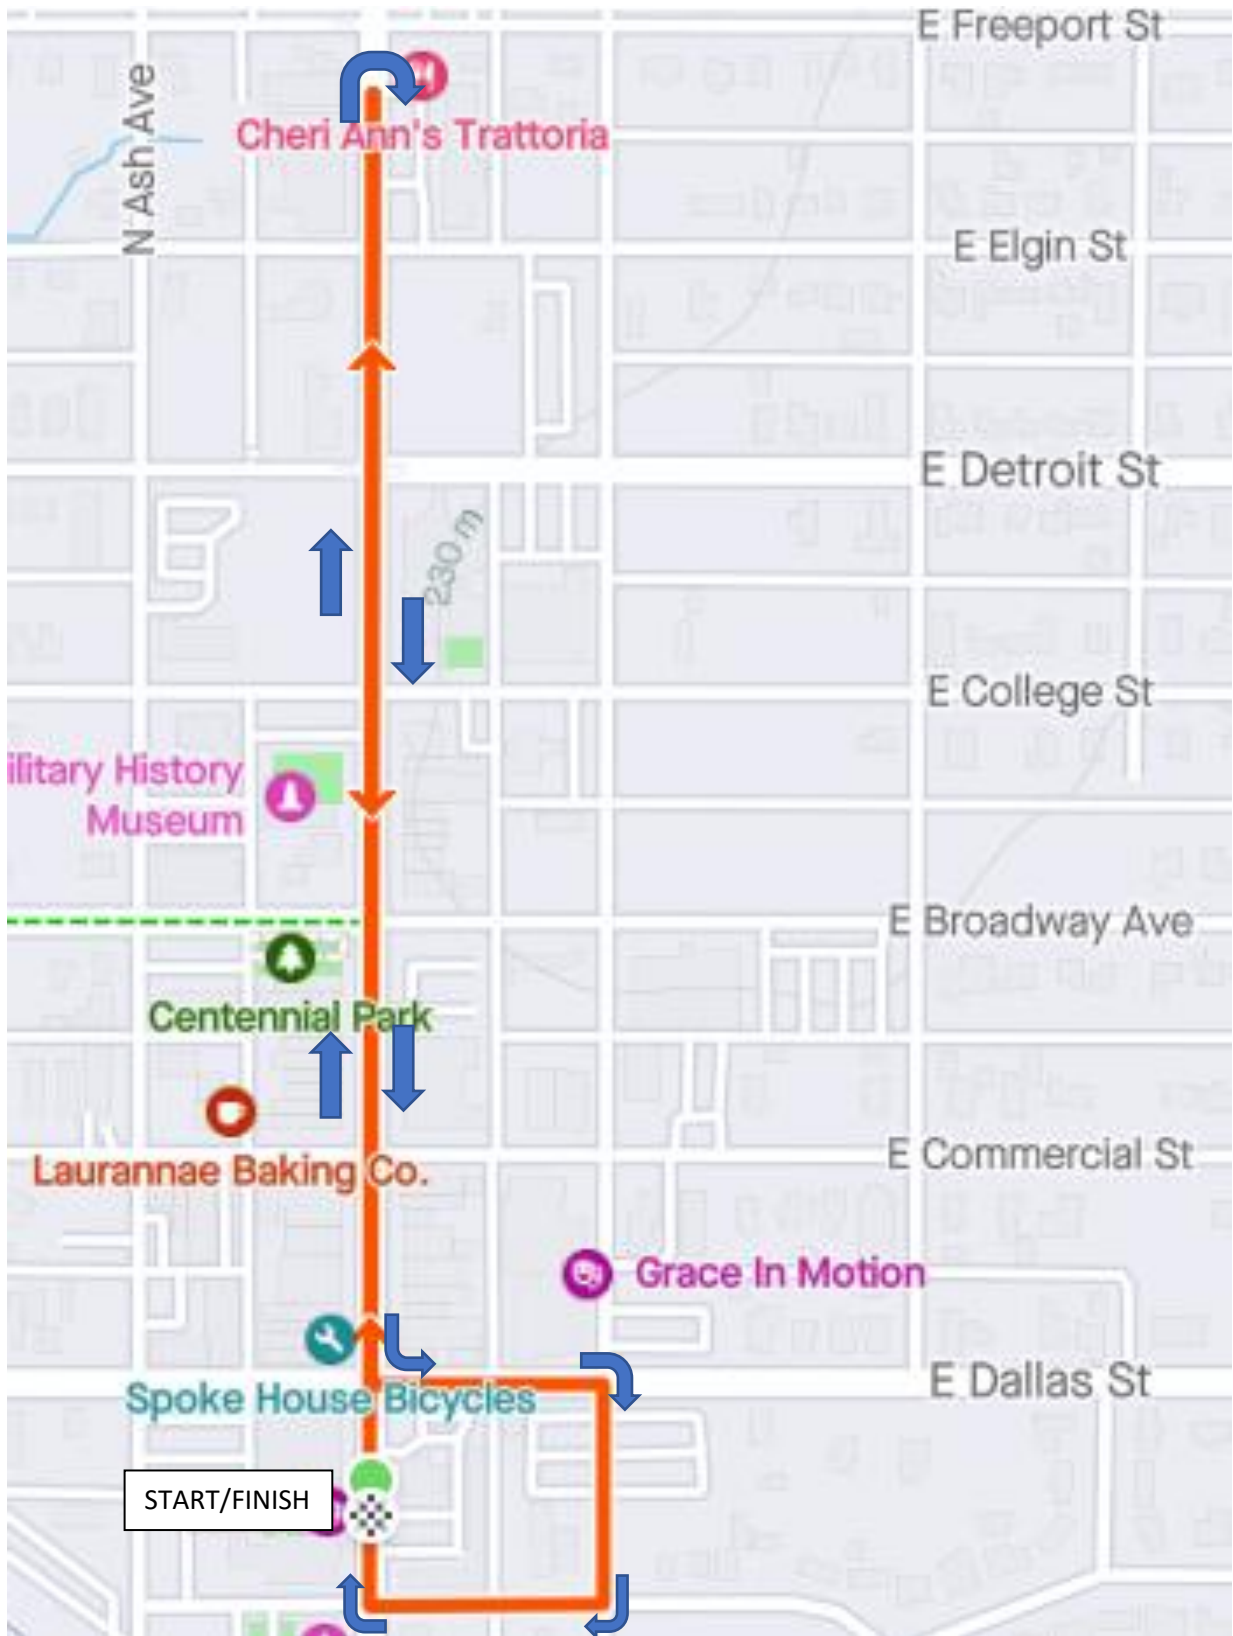 E Freeport St
N Ash Ave
Cheri Ann's Trattoria
E Elgin St
E Detroit St
230 m
E College St
ilitary History
Museum
E Broadway Ave
Centennial Park
E Commercial St
Laurannae Baking Co.
Grace In Motion
E Dallas St
Spoke House Bicycles
START/FINISH